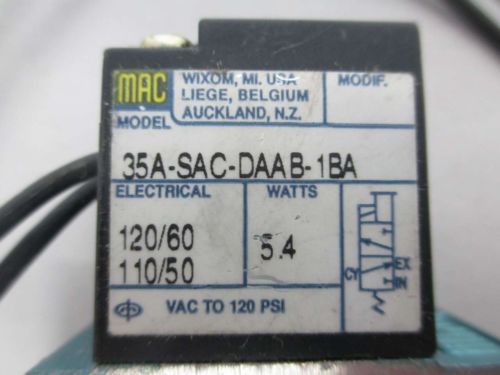 MAC
WIXOM, MI. USA
LIEGE, BELGIUM
AUCKLAND, N.Z.
MODIF.
MODEL
35A-SAC-DAAB-1BA
ELECTRICAL
WATTS
120/60
110/50
5.4
CY
EX
IN
VAC TO 120 PSI